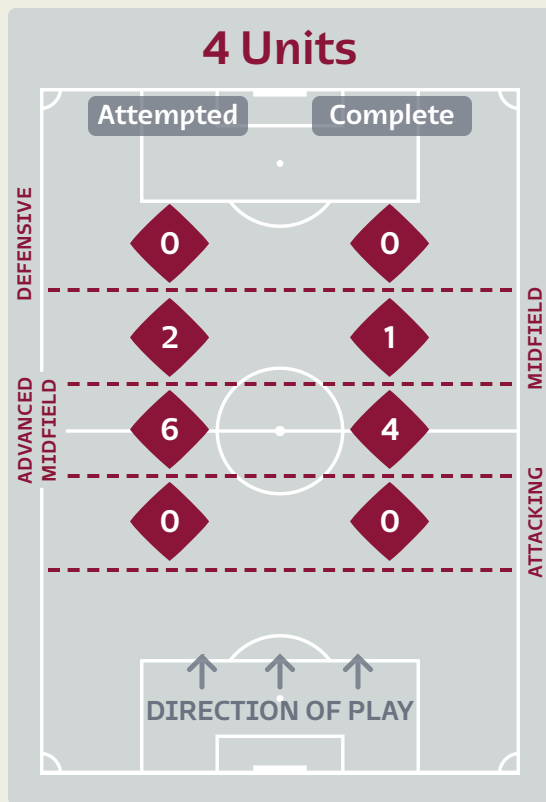 4 Units
Attempted Complete
DEFENSIVE
0 0
MIDFIELD
2 1
ADVANCED
MIDFIELD
6 4
ATTACKING
0 0
DIRECTION OF PLAY